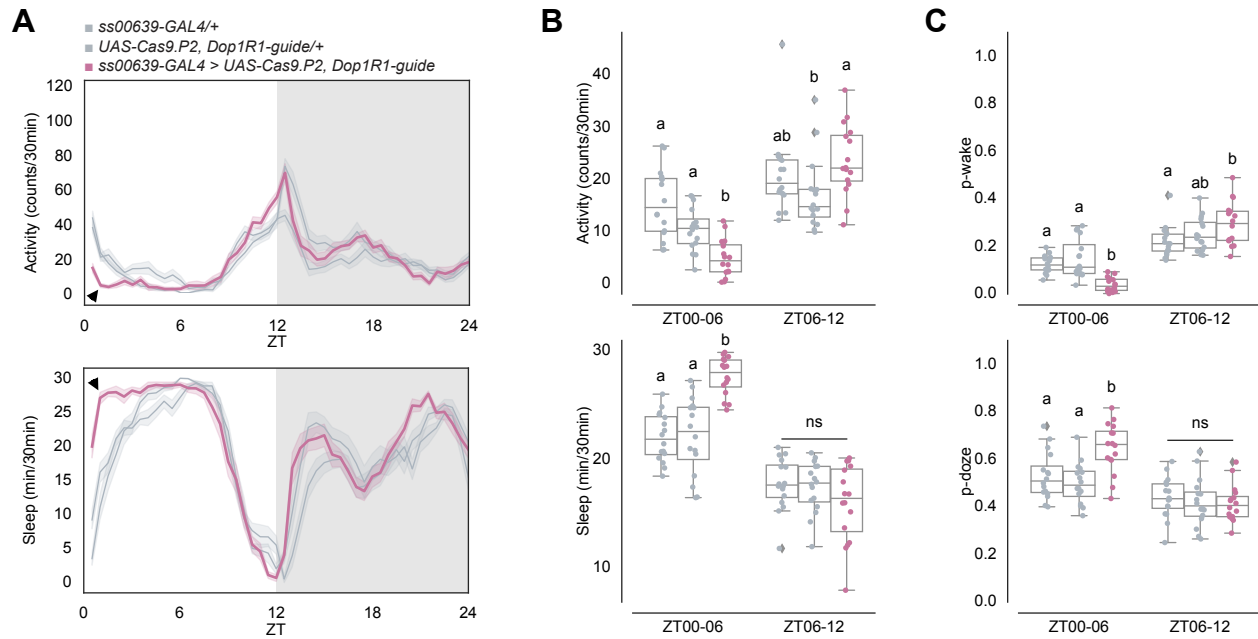 A
ss00639-GAL4/+
UAS-Cas9.P2, Dop1R1-guide/+
ss00639-GAL4 > UAS-Cas9.P2, Dop1R1-guide
Activity (counts/30min)
120
100
80
60
40
20
0
0 6 12 18 24
ZT
Sleep (min/30min)
30
25
20
15
10
5
0
0 6 12 18 24
ZT
B
Activity (counts/30min)
40
30
20
10
0
a a b ab b a
ZT00-06 ZT06-12
Sleep (min/30min)
30
20
10
a a b ns
ZT00-06 ZT06-12
C
p-wake
1.0
0.8
0.6
0.4
0.2
0.0
a a b a ab b
ZT00-06 ZT06-12
p-doze
1.0
0.8
0.6
0.4
0.2
0.0
a a b ns
ZT00-06 ZT06-12